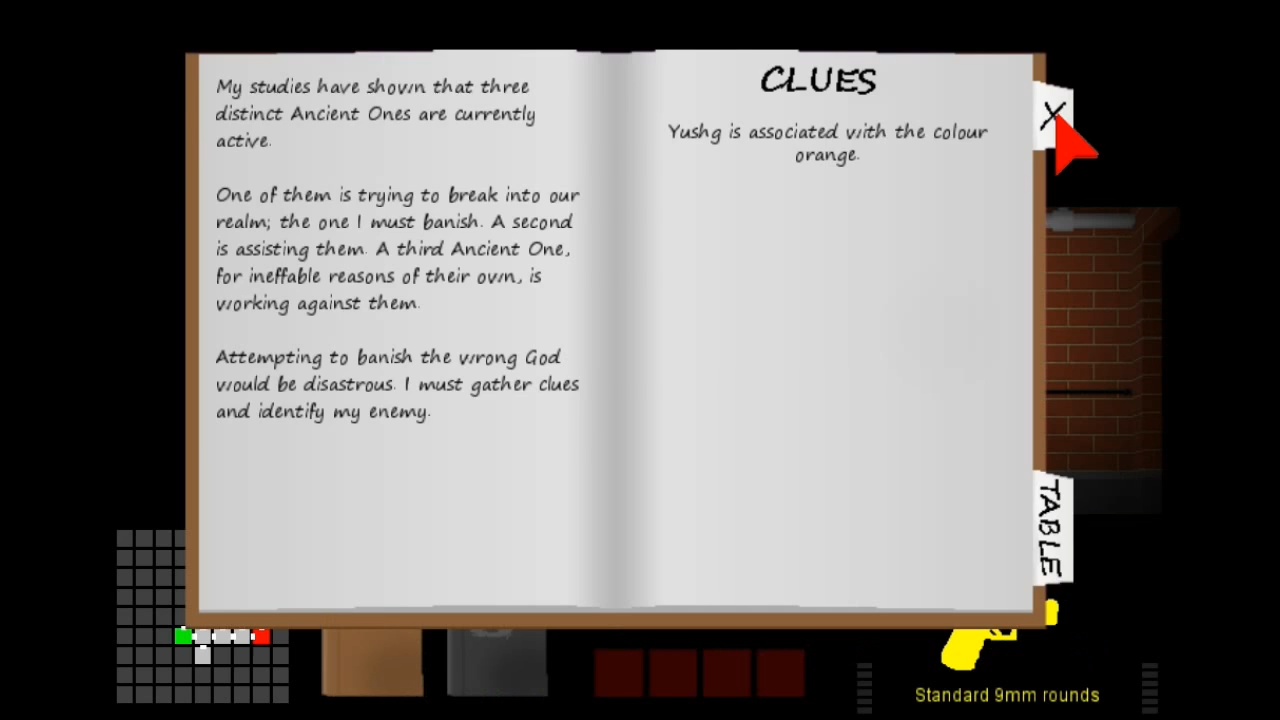 My studies have shown that three
distinct Ancient Ones are currently
active.
One of them is trying to break into our
realm; the one I must banish. A second
is assisting them. A third Ancient One,
for ineffable reasons of their own, is
working against them.
Attempting to banish the wrong God
would be disastrous. I must gather clues
and identify my enemy.
CLUES
Yushg is associated with the colour
orange.
X
TABLE
Standard 9mm rounds